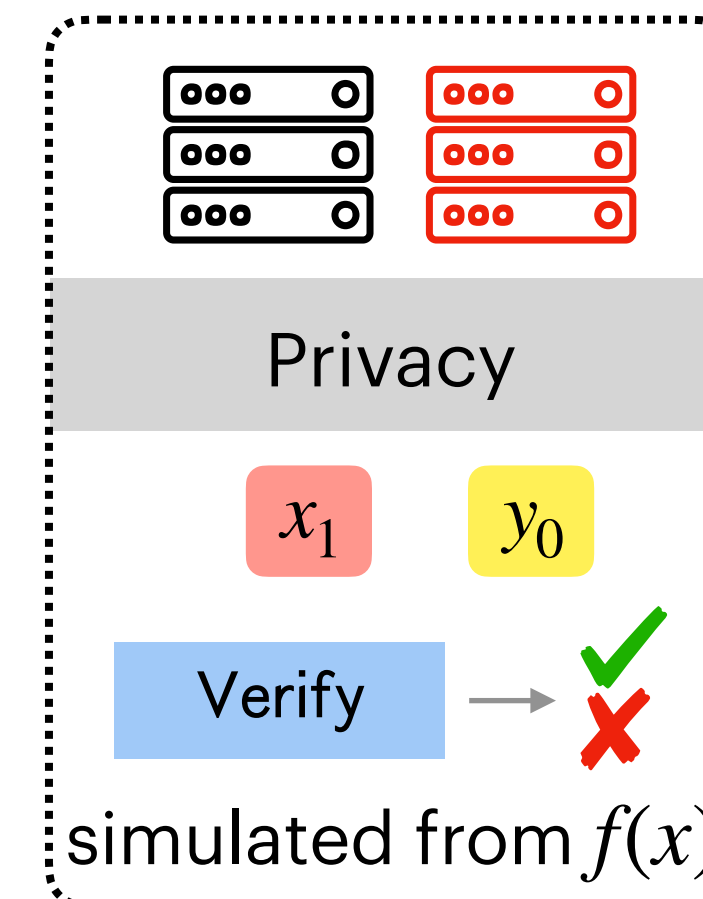 Privacy
x₁ y₀
Verify
simulated from f(x)